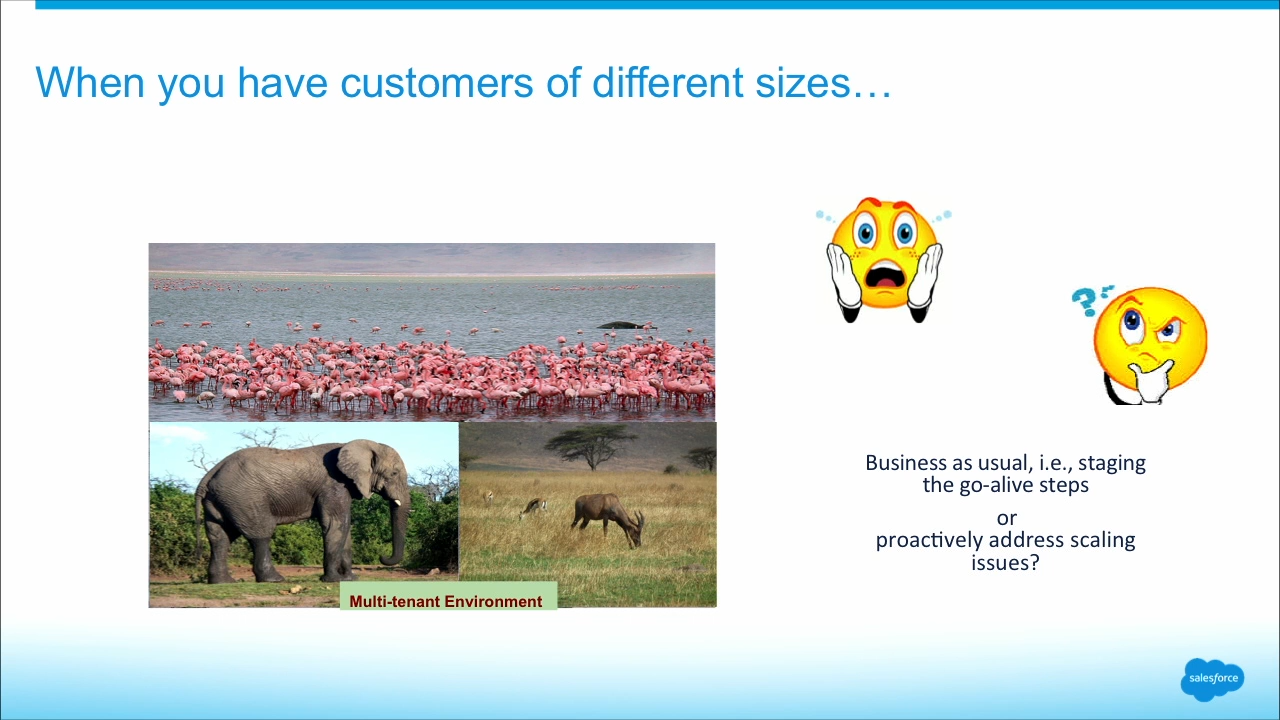 When you have customers of different sizes…
Business as usual, i.e., staging
the go-alive steps
or
proactively address scaling
issues?
Multi-tenant Environment
salesforce